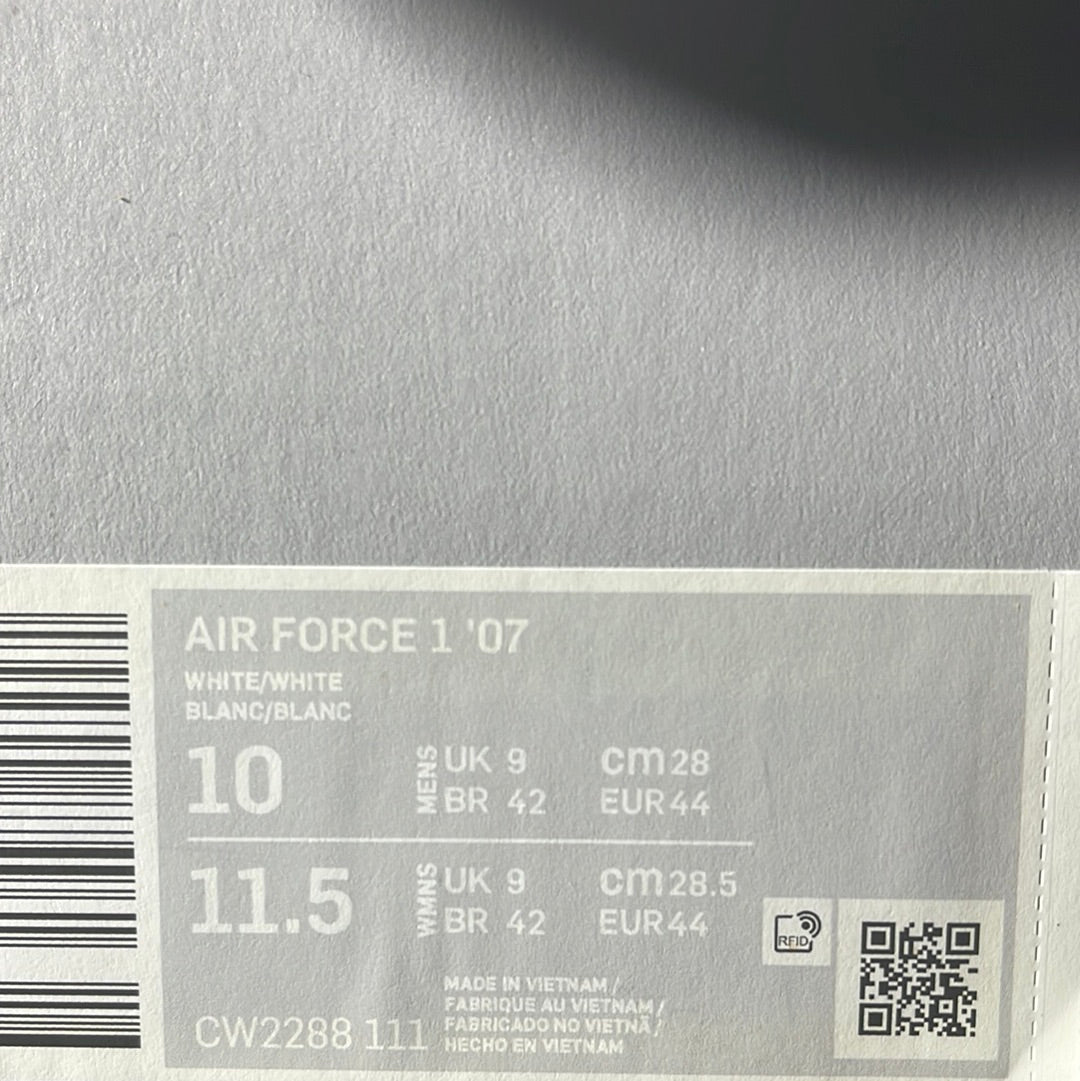 AIR FORCE 1 '07
WHITE/WHITE
BLANC/BLANC
10 MENS UK 9 cm 28
BR 42 EUR 44
11.5 WMNS UK 9 cm 28.5
BR 42 EUR 44
RFID
MADE IN VIETNAM /
FABRIQUE AU VIETNAM /
FABRICADO NO VIETNÃ /
HECHO EN VIETNAM
CW2288 111